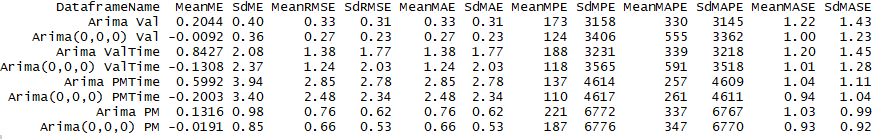 DataframeName MeanME SdME MeanRMSE SdRMSE MeanMAE SdMAE MeanMPE SdMPE MeanMAPE SdMAPE MeanMASE SdMASE
Arima Val 0.2044 0.40 0.33 0.31 0.33 0.31 173 3158 330 3145 1.22 1.43
Arima(0,0,0) Val -0.0092 0.36 0.27 0.23 0.27 0.23 124 3406 555 3362 1.00 1.23
Arima ValTime 0.8427 2.08 1.38 1.77 1.38 1.77 188 3231 339 3218 1.20 1.45
Arima(0,0,0) ValTime -0.1308 2.37 1.24 2.03 1.24 2.03 118 3565 591 3518 1.01 1.28
Arima PMTime 0.5992 3.94 2.85 2.78 2.85 2.78 137 4614 257 4609 1.04 1.11
Arima(0,0,0) PMTime -0.2003 3.40 2.48 2.34 2.48 2.34 110 4617 261 4611 0.94 1.04
Arima PM 0.1316 0.98 0.76 0.62 0.76 0.62 221 6772 337 6767 1.03 0.99
Arima(0,0,0) PM -0.0191 0.85 0.66 0.53 0.66 0.53 187 6776 347 6770 0.93 0.92